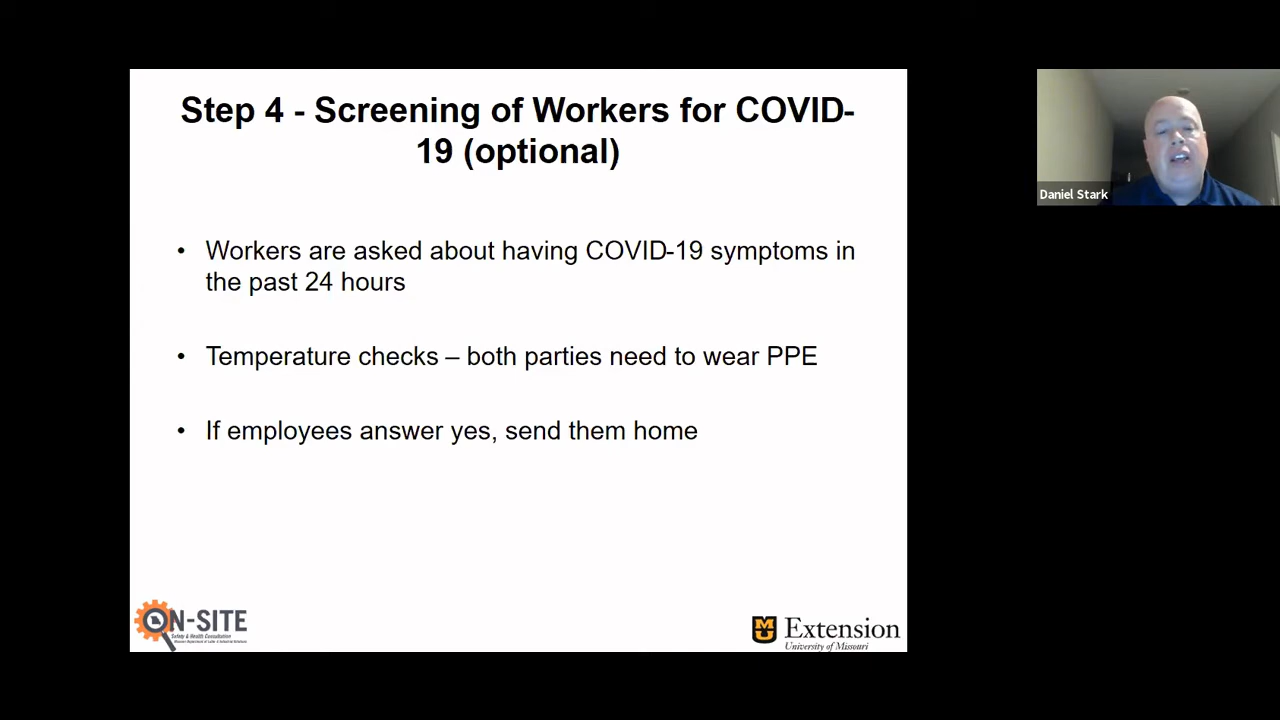 Step 4 - Screening of Workers for COVID-
19 (optional)
• Workers are asked about having COVID-19 symptoms in
the past 24 hours
• Temperature checks – both parties need to wear PPE
• If employees answer yes, send them home
ON-SITE
Safety & Health Consultation
Missouri Department of Labor & Industrial Relations
MU
Extension
University of Missouri
Daniel Stark